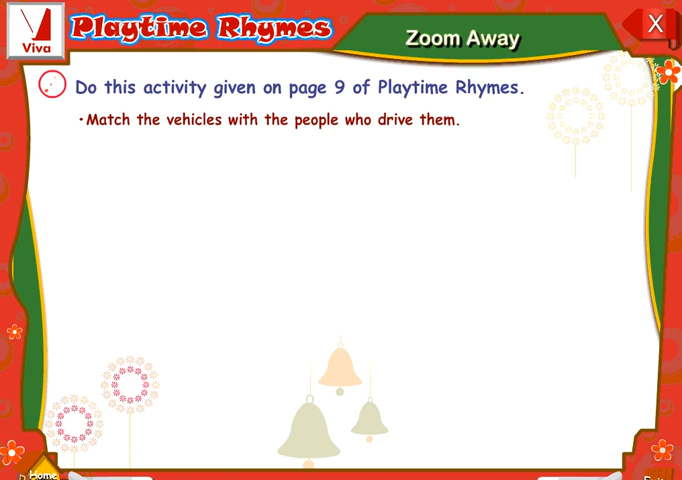 Viva
Playtime Rhymes
Zoom Away
X
Do this activity given on page 9 of Playtime Rhymes.
•Match the vehicles with the people who drive them.
Home